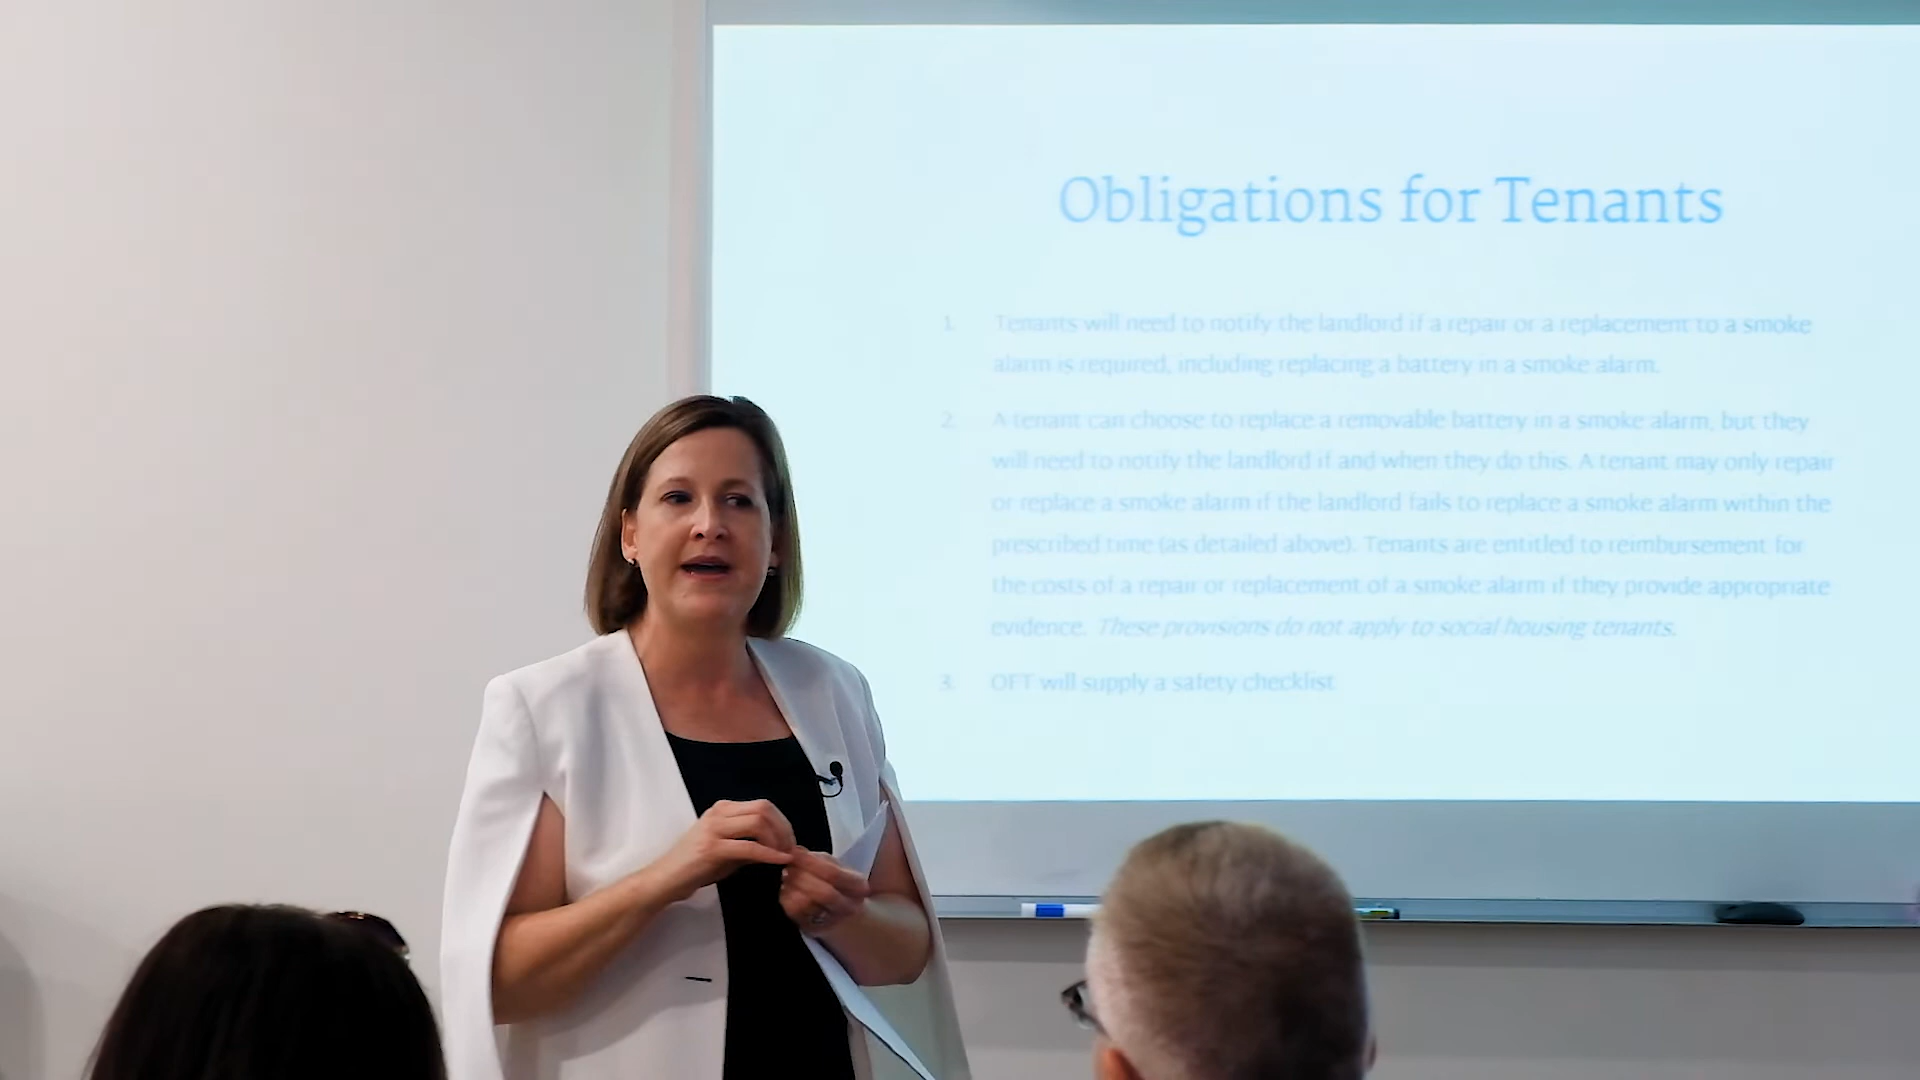 Obligations for Tenants
1. Tenants will need to notify the landlord if a repair or a replacement to a smoke
alarm is required, including replacing a battery in a smoke alarm.
2. A tenant can choose to replace a removable battery in a smoke alarm, but they
will need to notify the landlord if and when they do this. A tenant may only repair
or replace a smoke alarm if the landlord fails to replace a smoke alarm within the
prescribed time (as detailed above). Tenants are entitled to reimbursement for
the costs of a repair or replacement of a smoke alarm if they provide appropriate
evidence. These provisions do not apply to social housing tenants.
3. OFT will supply a safety checklist